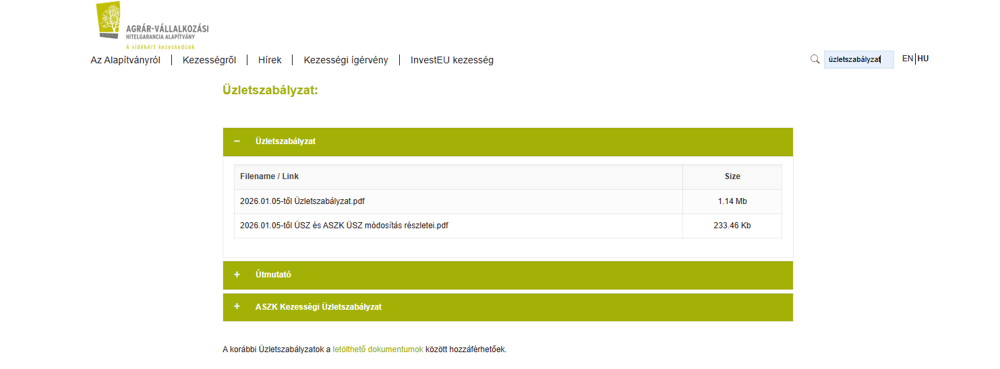 AGRÁR-VÁLLALKOZÁSI
HITELGARANCIA ALAPÍTVÁNY
A vidékért kezeskedünk
Az Alapítványról | Kezességről | Hírek | Kezességi ígérvény | InvestEU kezesség
üzletszabályzat
EN|HU
Üzletszabályzat:
− Üzletszabályzat
Filename / Link Size
2026.01.05-től Üzletszabályzat.pdf 1.14 Mb
2026.01.05-től ÜSZ és ASZK ÜSZ módosítás részletei.pdf 233.46 Kb
+ Útmutató
+ ASZK Kezességi Üzletszabályzat
A korábbi Üzletszabályzatok a letölthető dokumentumok között hozzáférhetőek.